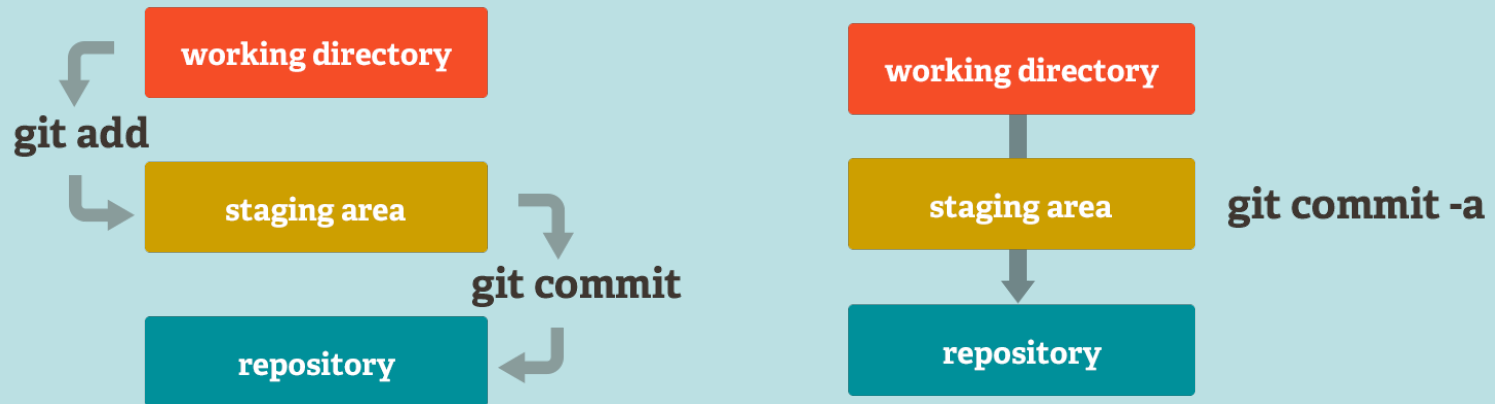 working directory
git add
staging area
git commit
repository
working directory
staging area
git commit -a
repository